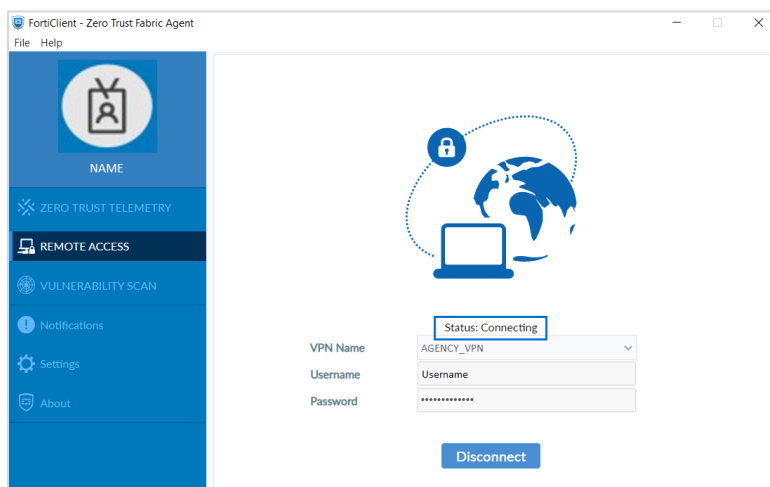 FortiClient - Zero Trust Fabric Agent
File Help
NAME
ZERO TRUST TELEMETRY
REMOTE ACCESS
VULNERABILITY SCAN
Notifications
Settings
About
Status: Connecting
VPN Name AGENCY_VPN
Username Username
Password •••••••••••••
Disconnect